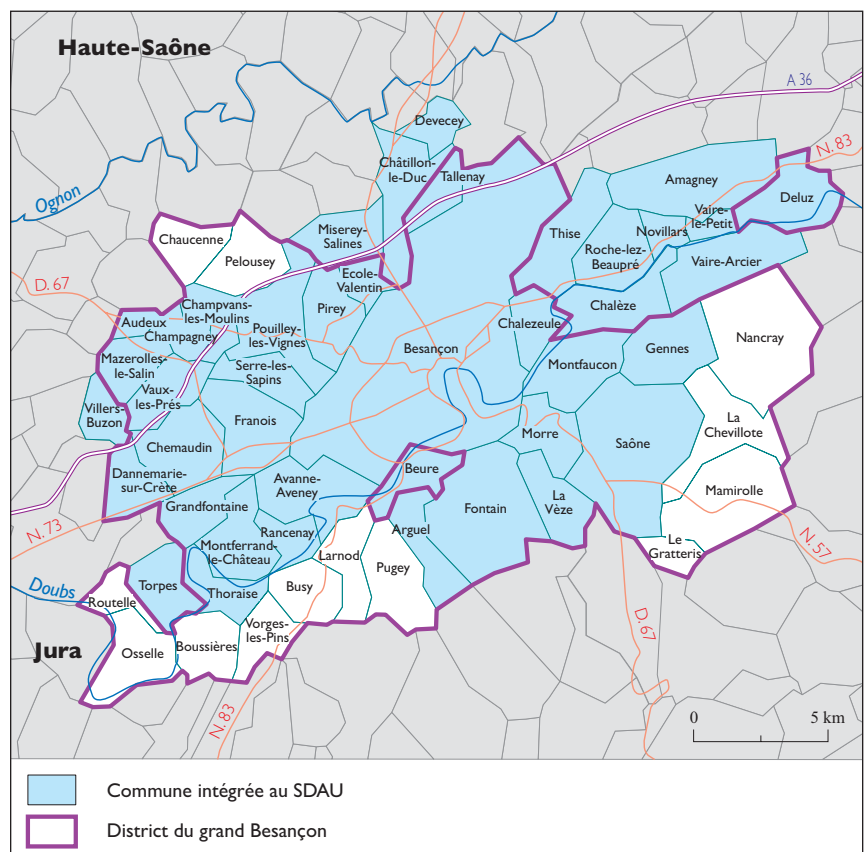 Haute-Saône
A 36
Devecey
N. 83
Châtillon-
le-Duc
Tallenay
Amagney
Ognon
Deluz
Vaire-
le-Petit
Chaucenne
Miserey-
Salines
Thise
Novillars
Pelousey
Roche-lez-
Beaupré
Vaire-Arcier
Ecole-
Valentin
D. 67
Champvans-
les-Moulins
Pirey
Chalèze
Audeux
Champagney
Pouilley-
les-Vignes
Chalezeule
Besançon
Gennes
Nancray
Mazerolles-
le-Salin
Serre-les-
Sapins
Montfaucon
Vaux-
les-Prés
Villers-
Buzon
Franois
La
Chevillote
Morre
Saône
Chemaudin
Beure
Dannemarie-
sur-Crète
Avanne-
Aveney
Mamirolle
Grandfontaine
Fontain
La
Vèze
N. 73
Rancenay
Arguel
N. 57
Montferrand-
le-Château
Larnod
Le
Gratteris
Pugey
Doubs
Torpes
Busy
Thoraise
Routelle
D. 67
Vorges-
les-Pins
Jura
Osselle
Boussières
N. 83
0 5 km
Commune intégrée au SDAU
District du grand Besançon